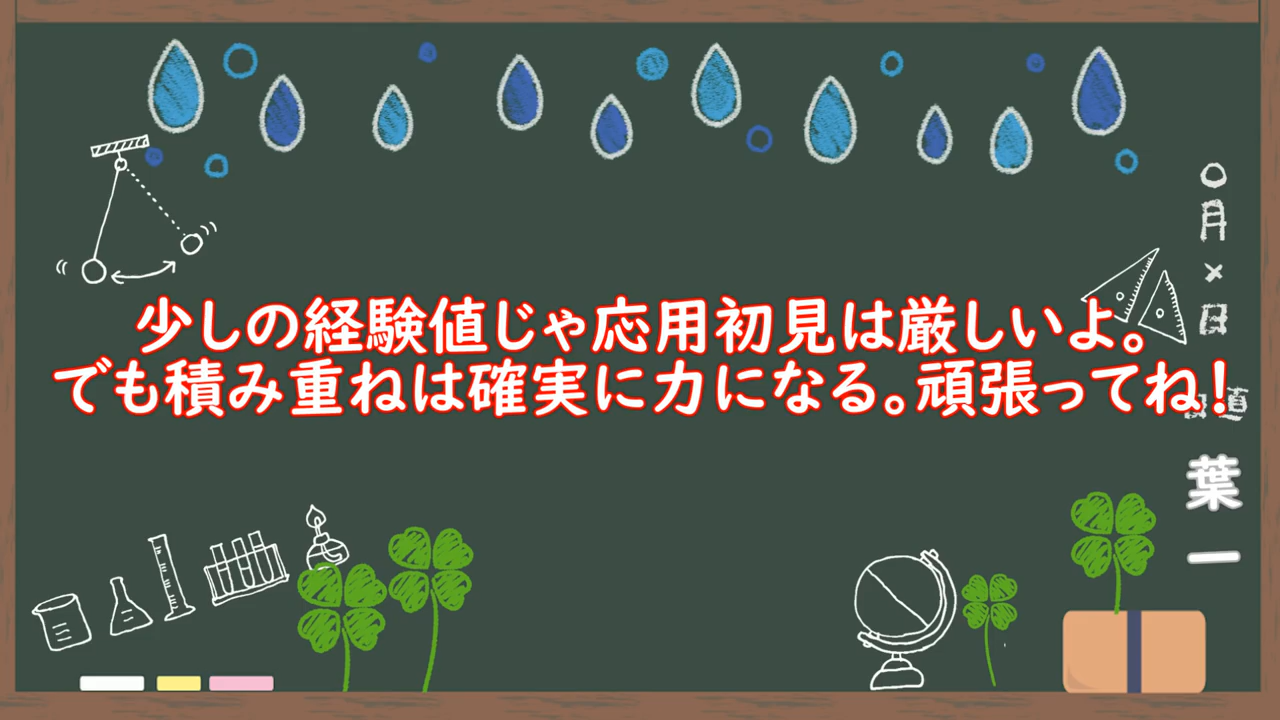 少しの経験値じゃ応用初見は厳しいよ。
でも積み重ねは確実に力になる。頑張ってね！
〇月×日
葉一